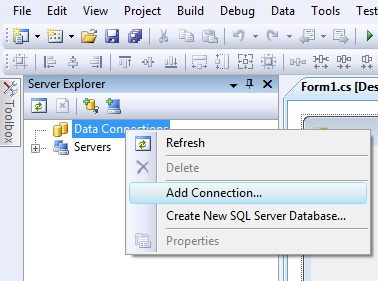 File Edit View Project Build Debug Data Tools Test
Server Explorer
Form1.cs [Des
Toolbox
Data Connections
Servers
Refresh
Delete
Add Connection...
Create New SQL Server Database...
Properties